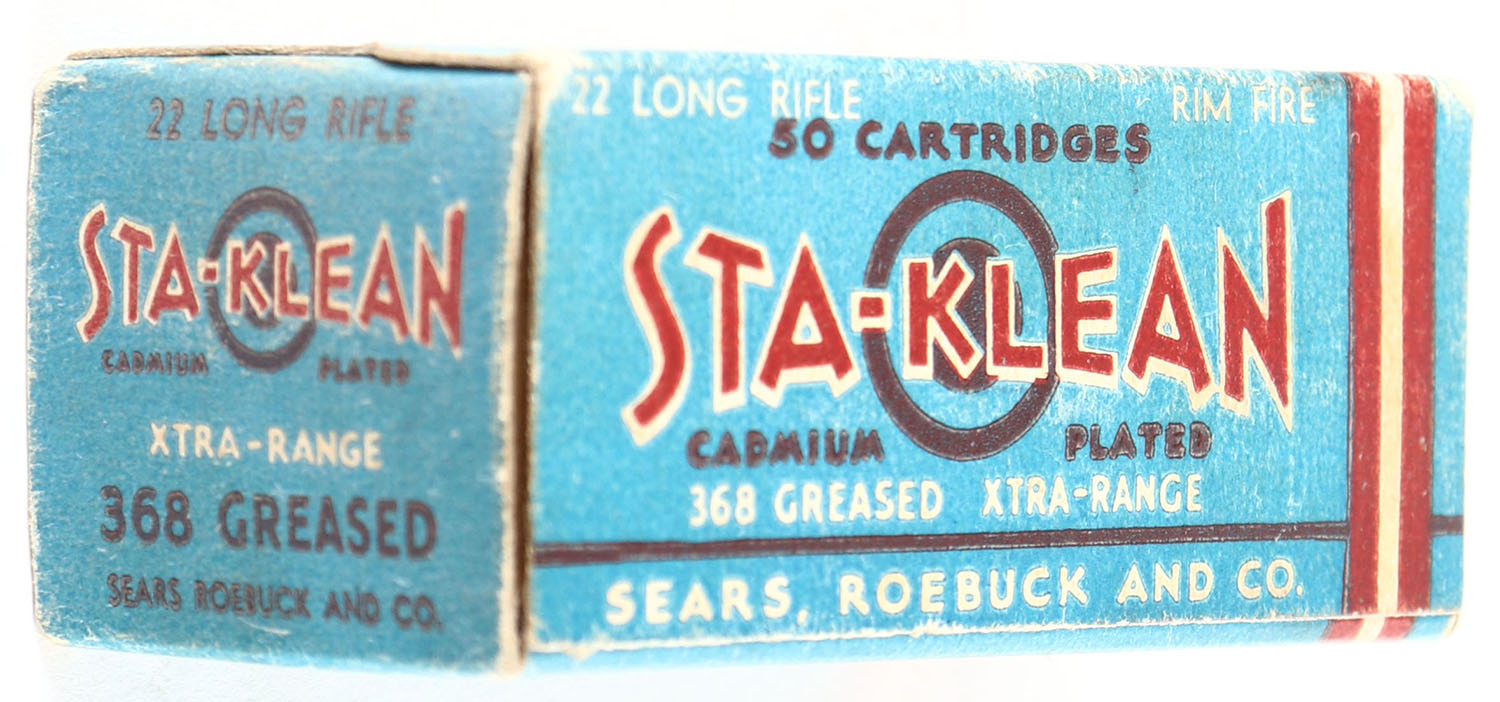 22 LONG RIFLE
STA-KLEAN
CADMIUM PLATED
XTRA-RANGE
368 GREASED
SEARS ROEBUCK AND CO.
22 LONG RIFLE RIM FIRE
50 CARTRIDGES
STA-KLEAN
CADMIUM PLATED
368 GREASED XTRA-RANGE
SEARS, ROEBUCK AND CO.